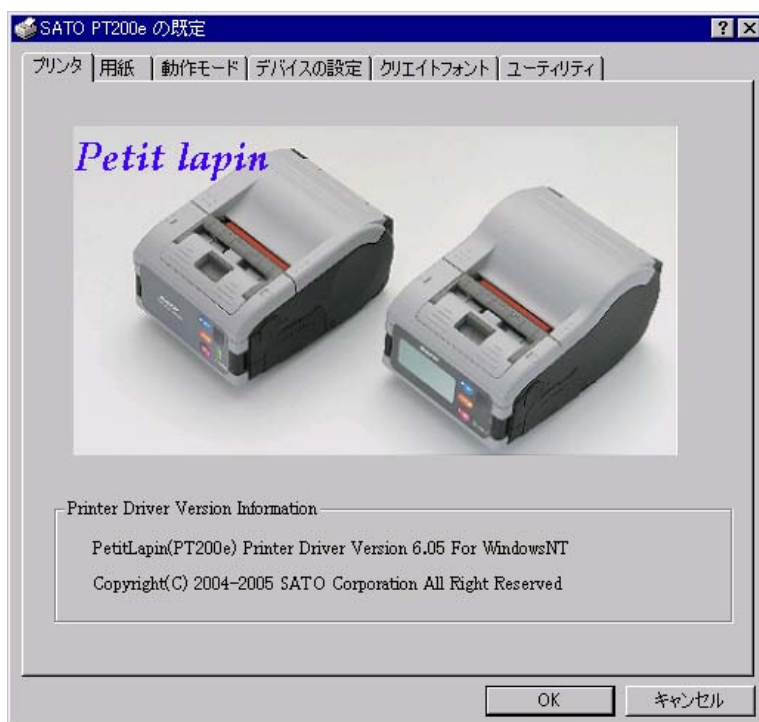 SATO PT200e の既定
プリンタ 用紙 動作モード デバイスの設定 クリエイトフォント ユーティリティ
Petit lapin
Printer Driver Version Information
PetitLapin(PT200e) Printer Driver Version 6.05 For WindowsNT
Copyright(C) 2004-2005 SATO Corporation All Right Reserved
OK キャンセル